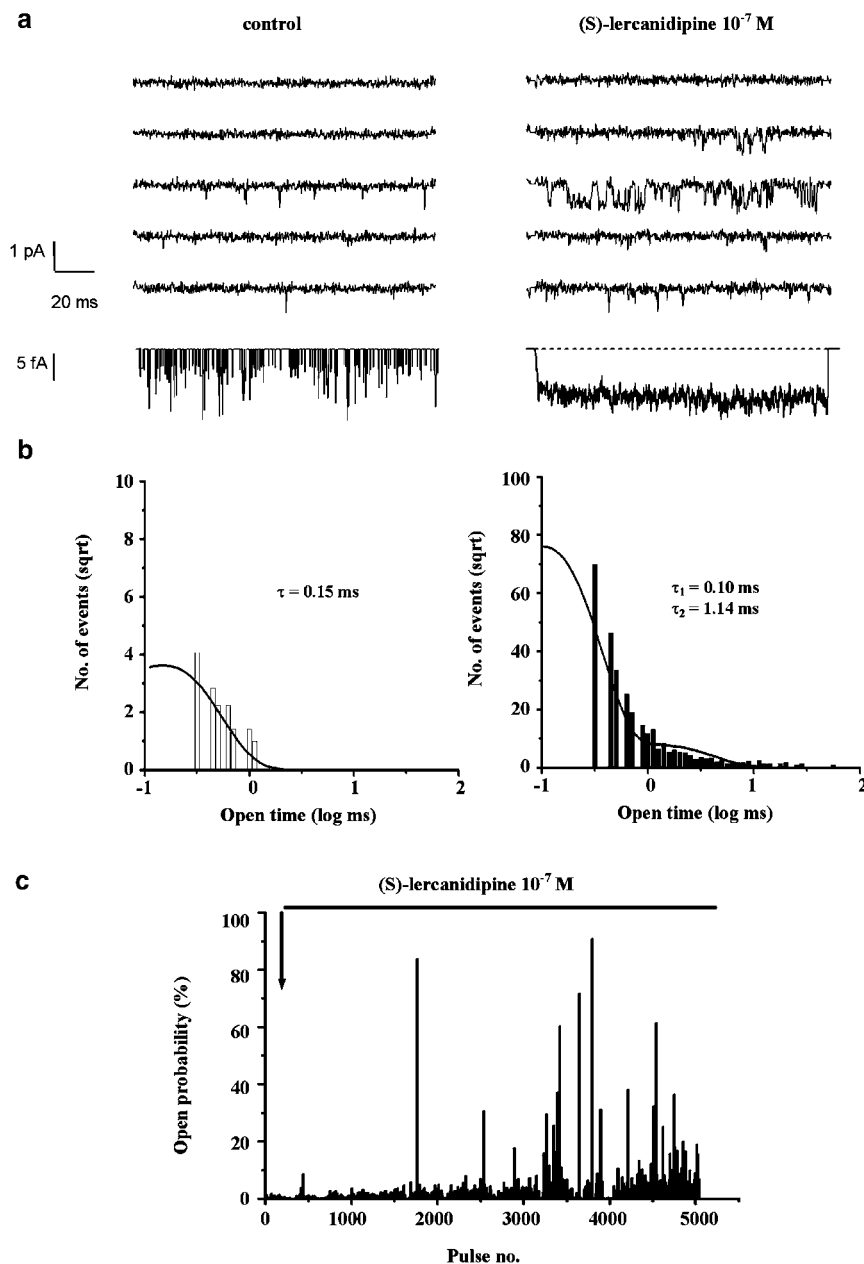 a
control
(S)-lercanidipine 10⁻⁷ M
1 pA
20 ms
5 fA
b
No. of events (sqrt)
10
8
6
4
2
0
τ = 0.15 ms
-1
0
1
2
Open time (log ms)
No. of events (sqrt)
100
80
60
40
20
0
τ₁ = 0.10 ms
τ₂ = 1.14 ms
-1
0
1
2
Open time (log ms)
c
(S)-lercanidipine 10⁻⁷ M
Open probability (%)
100
80
60
40
20
0
0
1000
2000
3000
4000
5000
Pulse no.